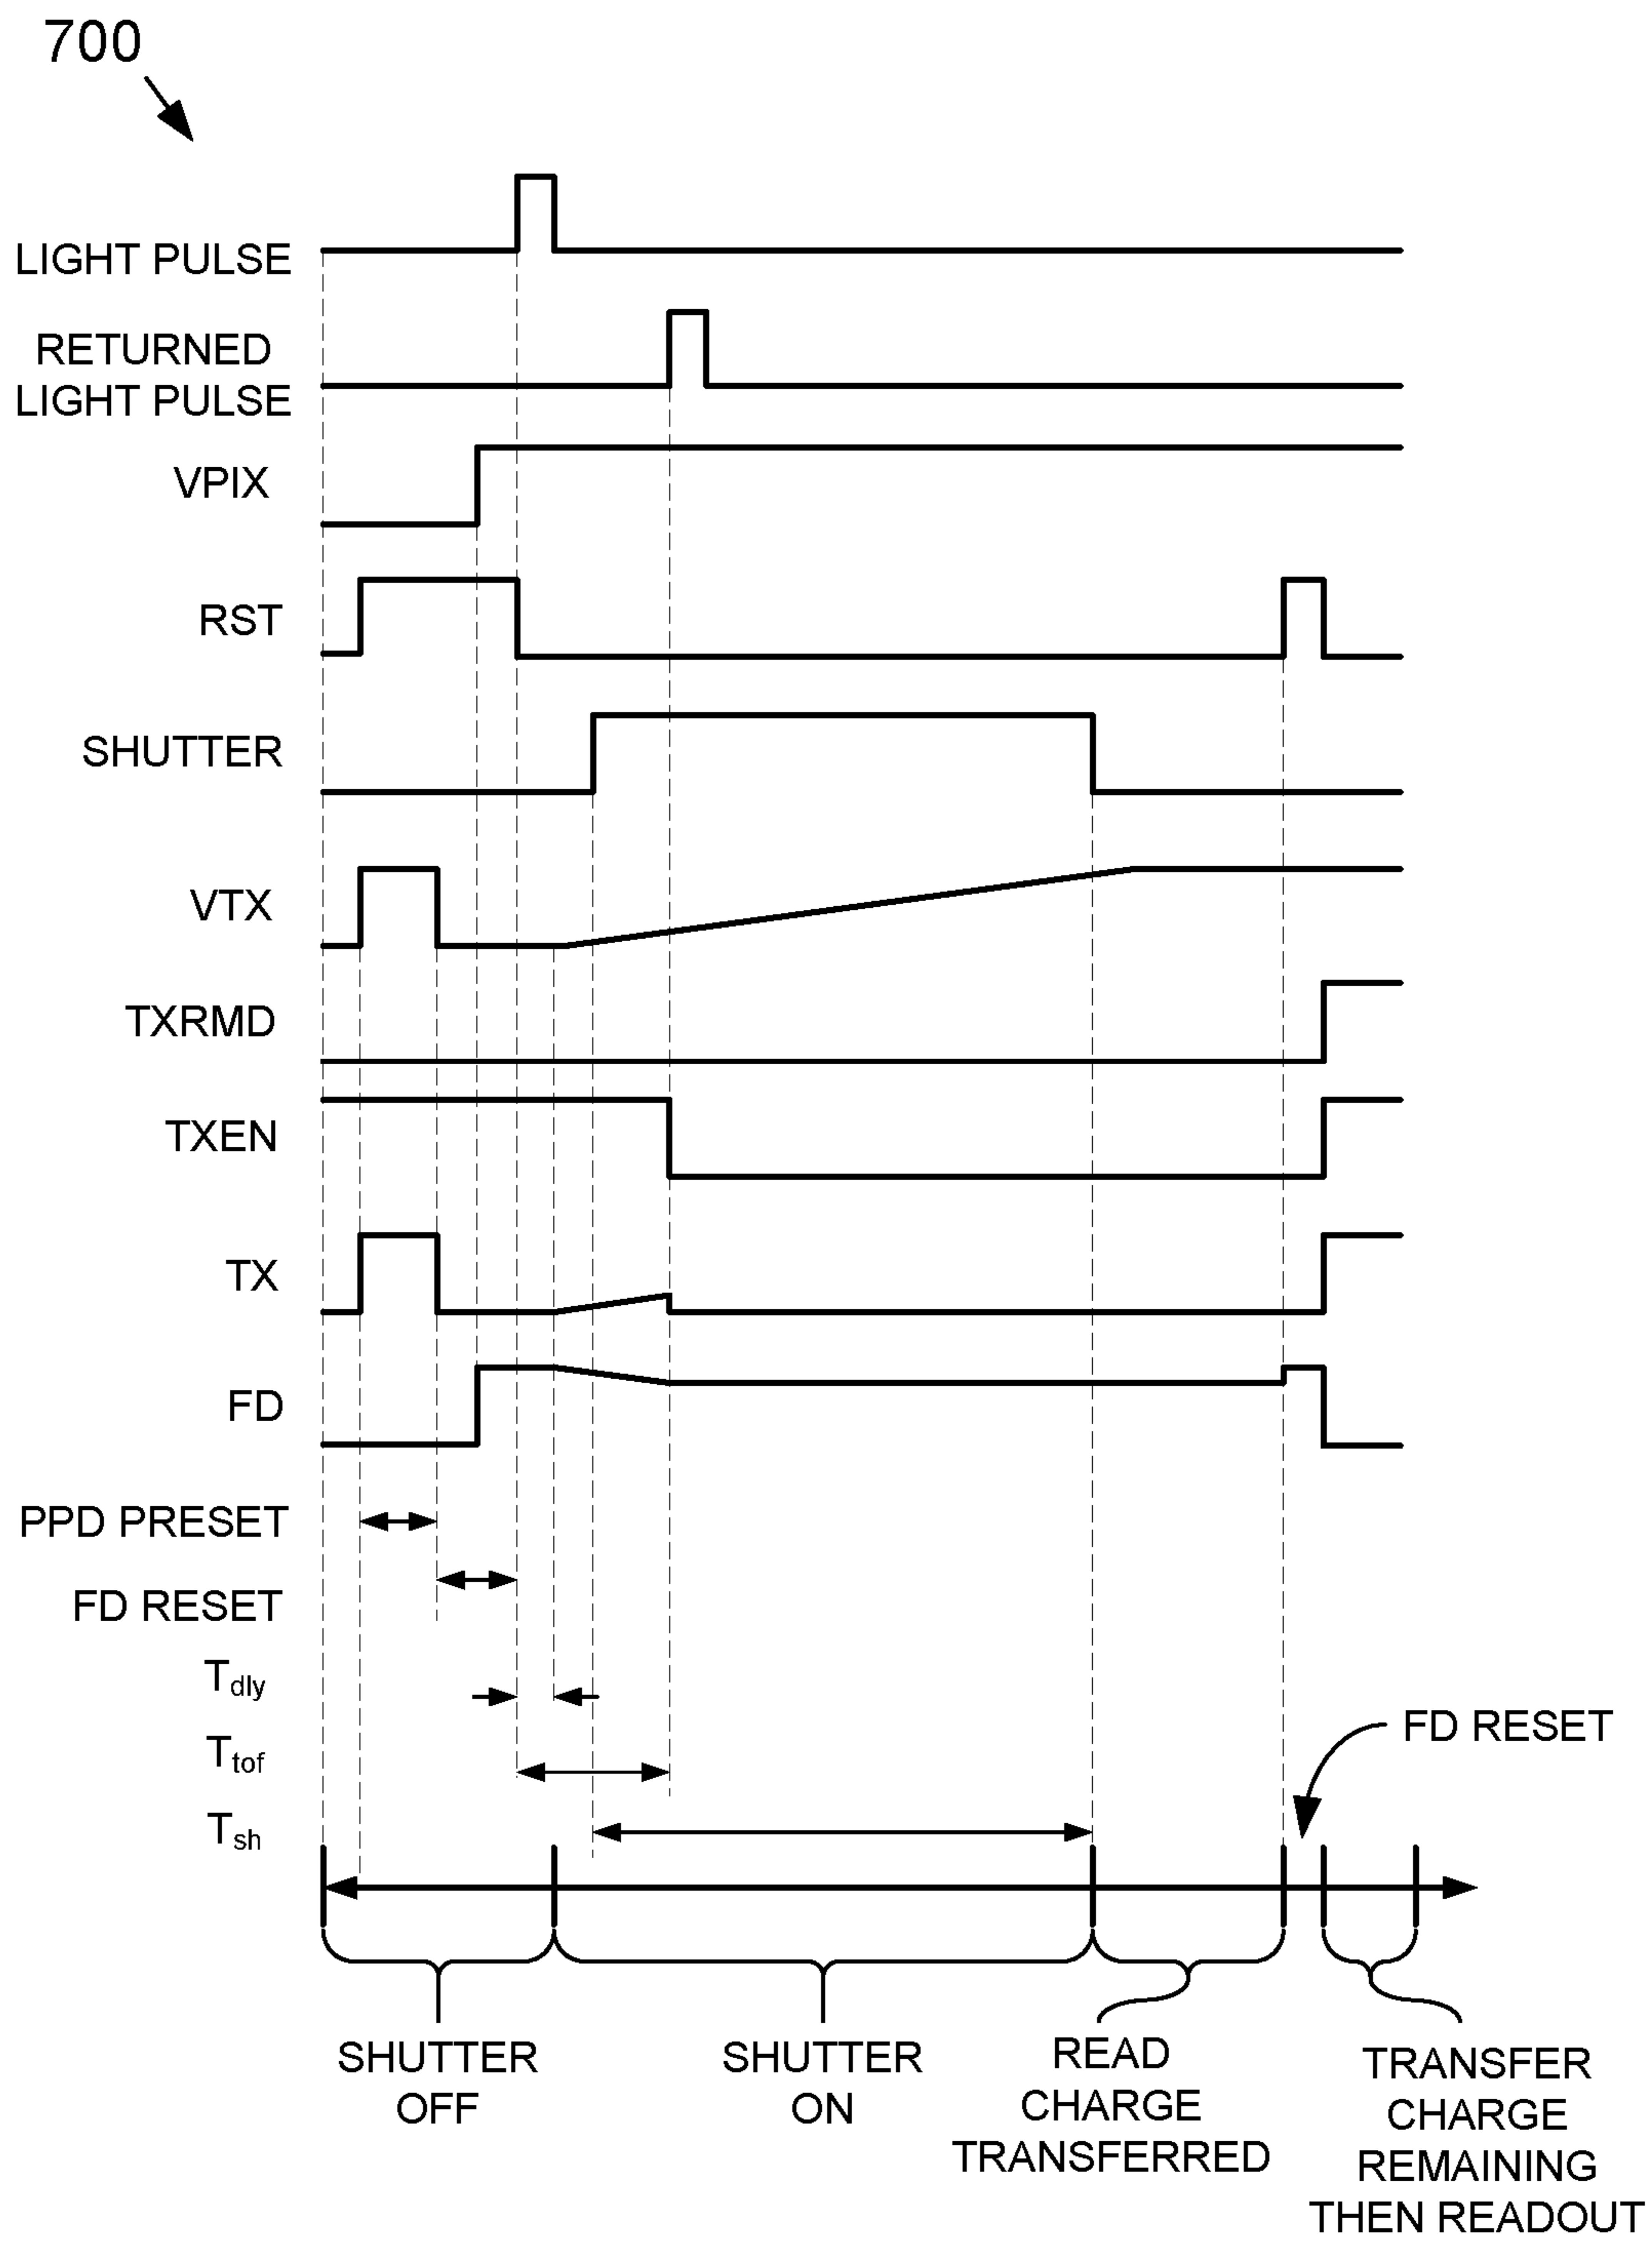 700
LIGHT PULSE
RETURNED
LIGHT PULSE
VPIX
RST
SHUTTER
VTX
TXRMD
TXEN
TX
FD
PPD PRESET
FD RESET
Tdly
Ttof
FD RESET
Tsh
SHUTTER
OFF
SHUTTER
ON
READ
CHARGE
TRANSFERRED
TRANSFER
CHARGE
REMAINING
THEN READOUT